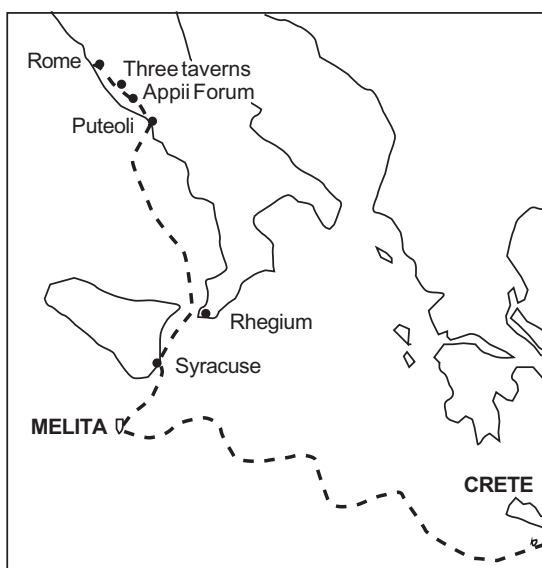 Rome
Three taverns
Appii Forum
Puteoli
Rhegium
Syracuse
MELITA
CRETE